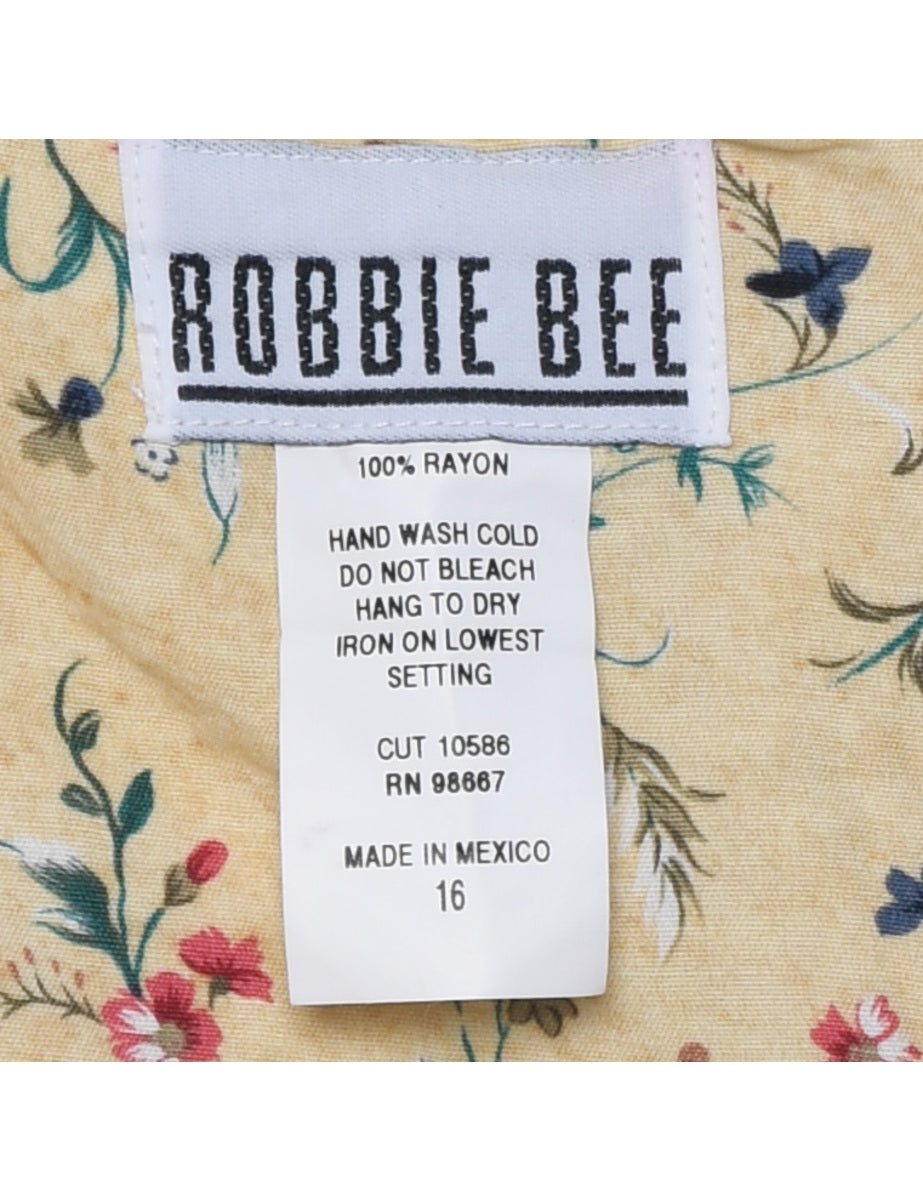 ROBBIE BEE
100% RAYON
HAND WASH COLD
DO NOT BLEACH
HANG TO DRY
IRON ON LOWEST
SETTING
CUT 10586
RN 98667
MADE IN MEXICO
16